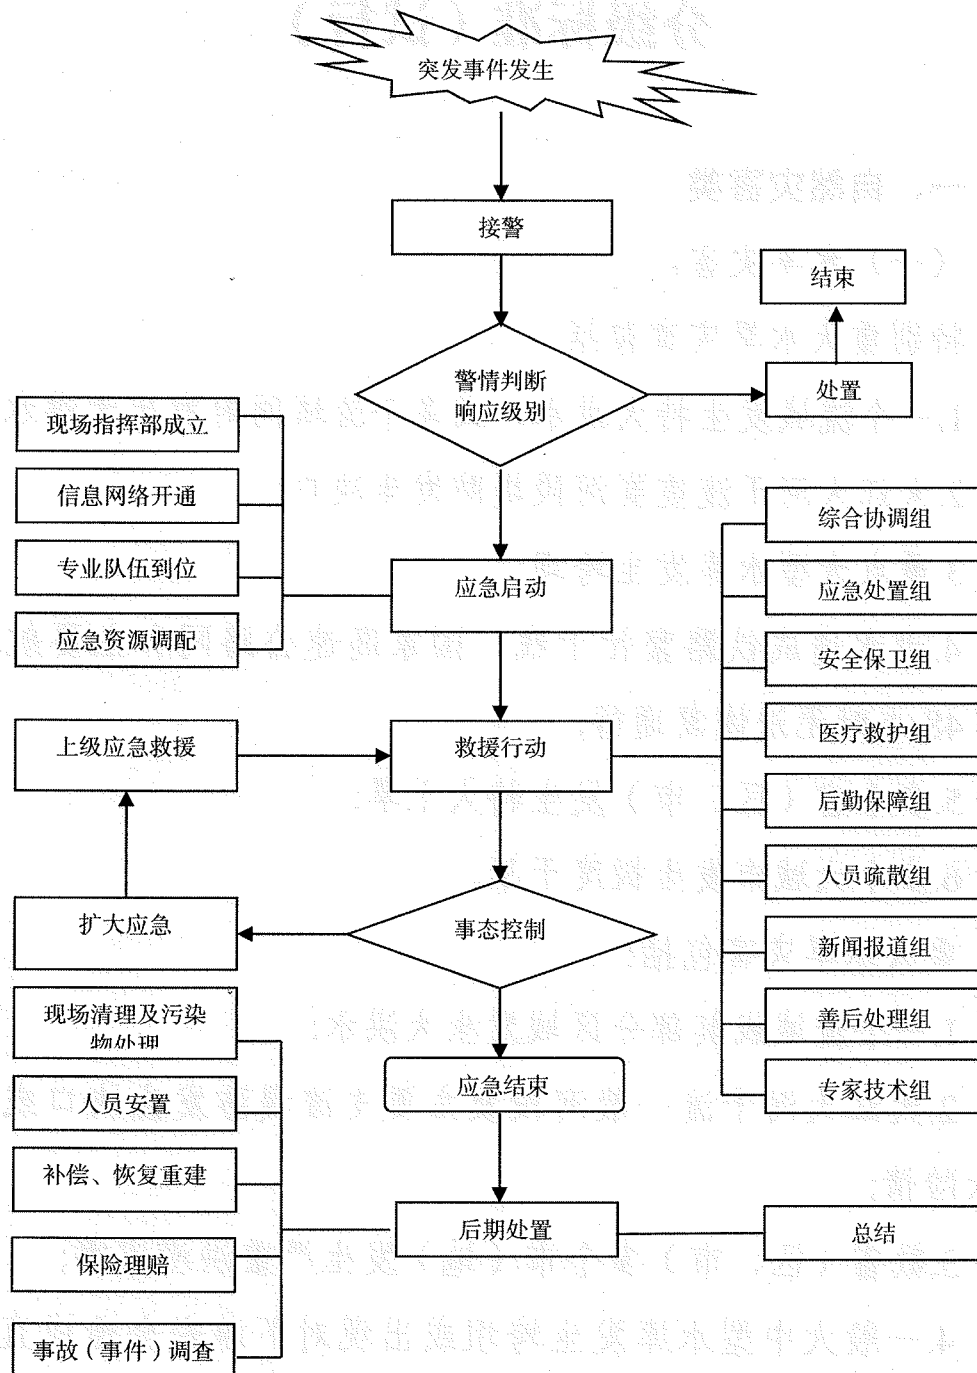 突发事件发生
接警
结束
警情判断
响应级别
处置
现场指挥部成立
信息网络开通
专业队伍到位
应急资源调配
应急启动
综合协调组
应急处置组
安全保卫组
医疗救护组
后勤保障组
人员疏散组
新闻报道组
善后处理组
专家技术组
上级应急救援
救援行动
扩大应急
事态控制
现场清理及污染
物处理
人员安置
补偿、恢复重建
保险理赔
事故(事件)调查
应急结束
后期处置
总结